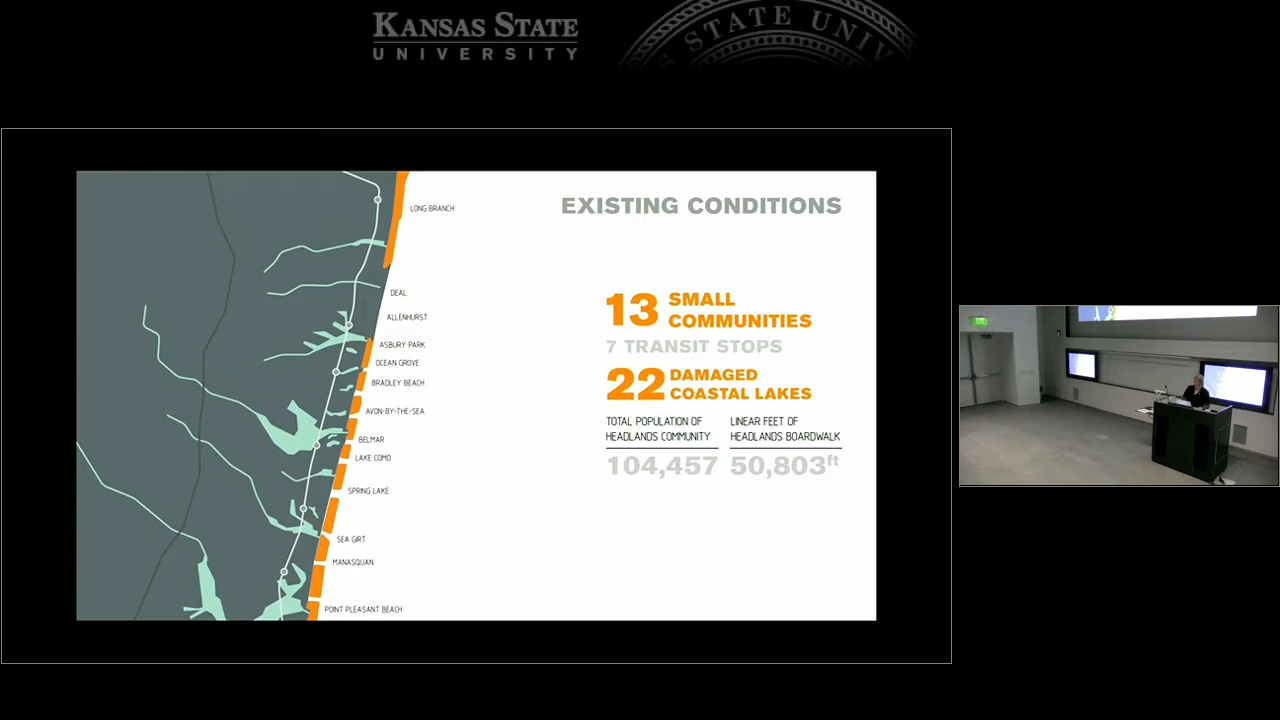 KANSAS STATE
UNIVERSITY
STATE UNIV
EXISTING CONDITIONS
LONG BRANCH
DEAL
ALLENHURST
ASBURY PARK
OCEAN GROVE
BRADLEY BEACH
AVON-BY-THE-SEA
BELMAR
LAKE COMO
SPRING LAKE
SEA GIRT
MANASQUAN
POINT PLEASANT BEACH
13 SMALL
COMMUNITIES
7 TRANSIT STOPS
22 DAMAGED
COASTAL LAKES
TOTAL POPULATION OF
HEADLANDS COMMUNITY
104,457
LINEAR FEET OF
HEADLANDS BOARDWALK
50,803ft